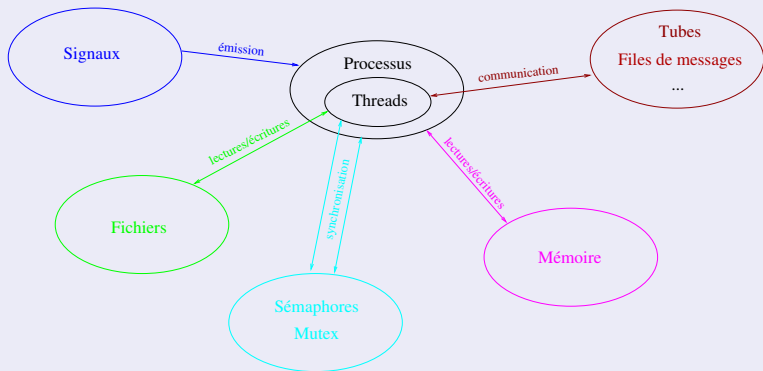 Signaux
émission
Processus
Threads
communication
Tubes
Files de messages
...
lectures/écritures
Fichiers
synchronisation
Sémaphores
Mutex
lectures/écritures
Mémoire